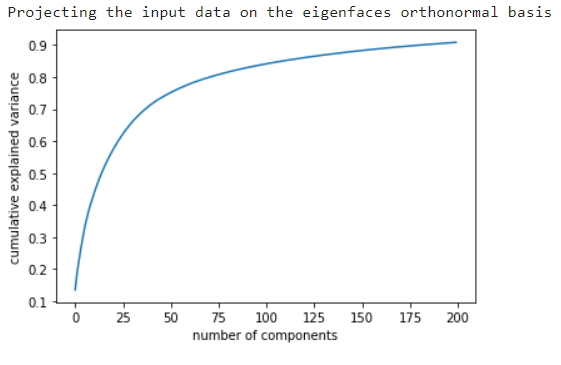 Projecting the input data on the eigenfaces orthonormal basis
0.9
0.8
0.7
0.6
0.5
0.4
0.3
0.2
0.1
cumulative explained variance
0 25 50 75 100 125 150 175 200
number of components